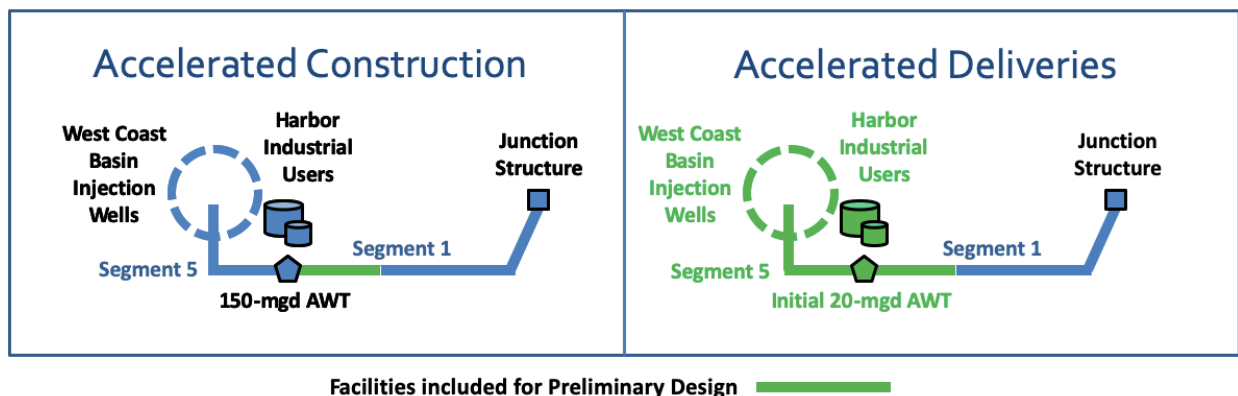 Accelerated Construction
West Coast
Basin
Injection
Wells
Harbor
Industrial
Users
Junction
Structure
Segment 1
Segment 5
150-mgd AWT
Accelerated Deliveries
West Coast
Basin
Injection
Wells
Harbor
Industrial
Users
Junction
Structure
Segment 1
Segment 5
Initial 20-mgd AWT
Facilities included for Preliminary Design